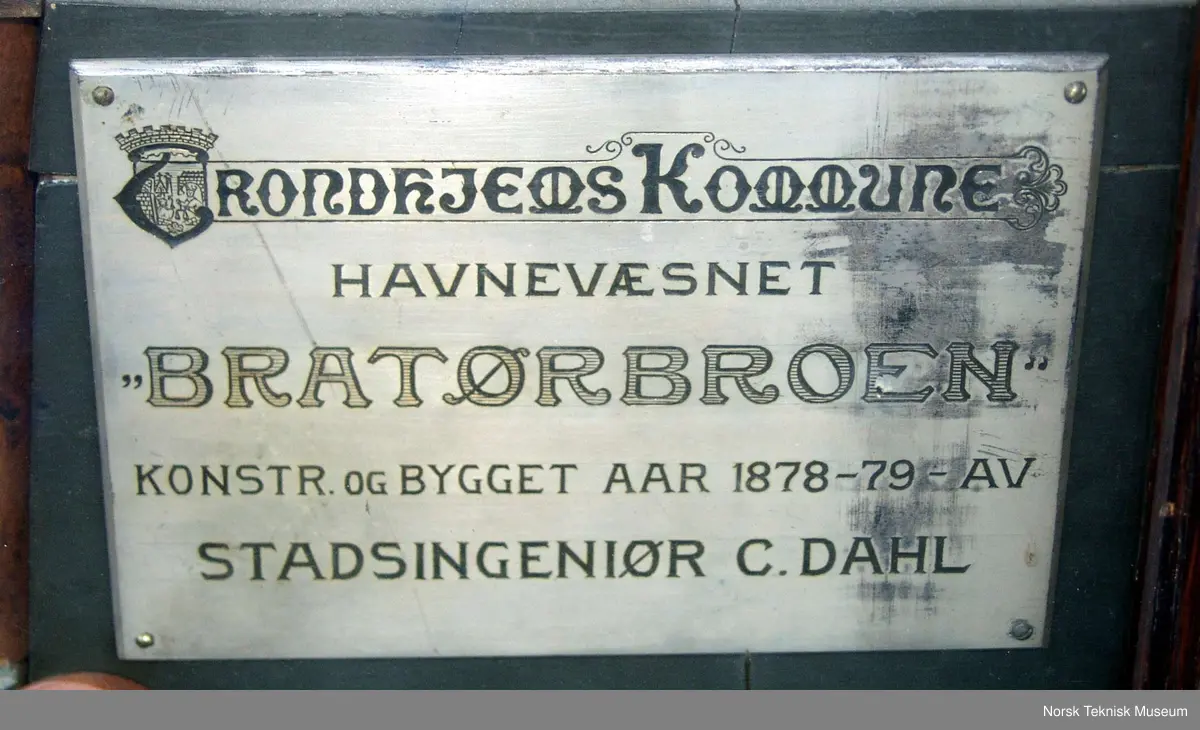 TRONDHJEMS KOMMUNE
HAVNEVÆSNET
„BRATØRBROEN“
KONSTR. OG BYGGET AAR 1878-79 - AV
STADSINGENIØR C. DAHL
Norsk Teknisk Museum